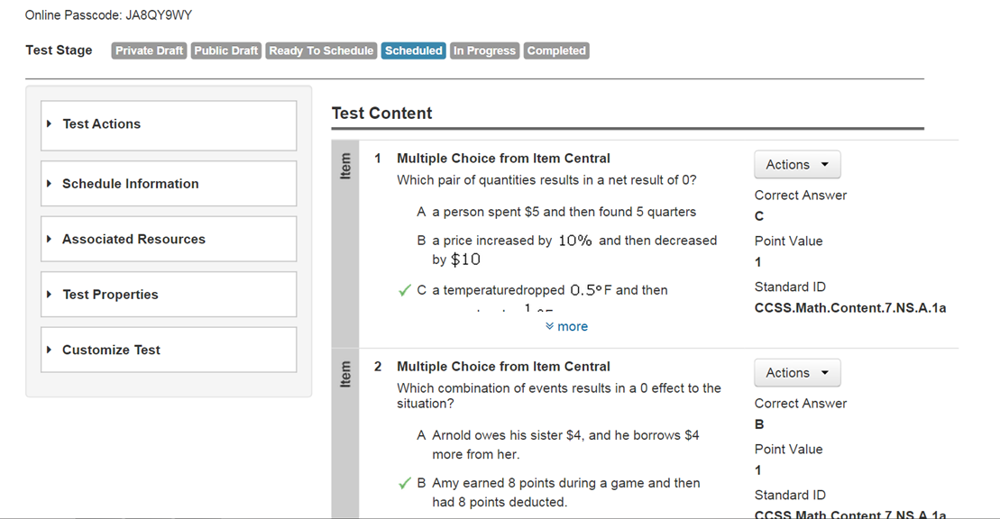 Online Passcode: JA8QY9WY
Test Stage Private Draft Public Draft Ready To Schedule Scheduled In Progress Completed
Test Actions
Schedule Information
Associated Resources
Test Properties
Customize Test
Test Content
Item
1 Multiple Choice from Item Central
Which pair of quantities results in a net result of 0?
A a person spent $5 and then found 5 quarters
B a price increased by 10% and then decreased
by $10
C a temperaturedropped 0.5°F and then
more
Actions
Correct Answer
C
Point Value
1
Standard ID
CCSS.Math.Content.7.NS.A.1a
Item
2 Multiple Choice from Item Central
Which combination of events results in a 0 effect to the
situation?
A Arnold owes his sister $4, and he borrows $4
more from her.
B Amy earned 8 points during a game and then
had 8 points deducted.
Actions
Correct Answer
B
Point Value
1
Standard ID
CCSS.Math.Content.7.NS.A.1a